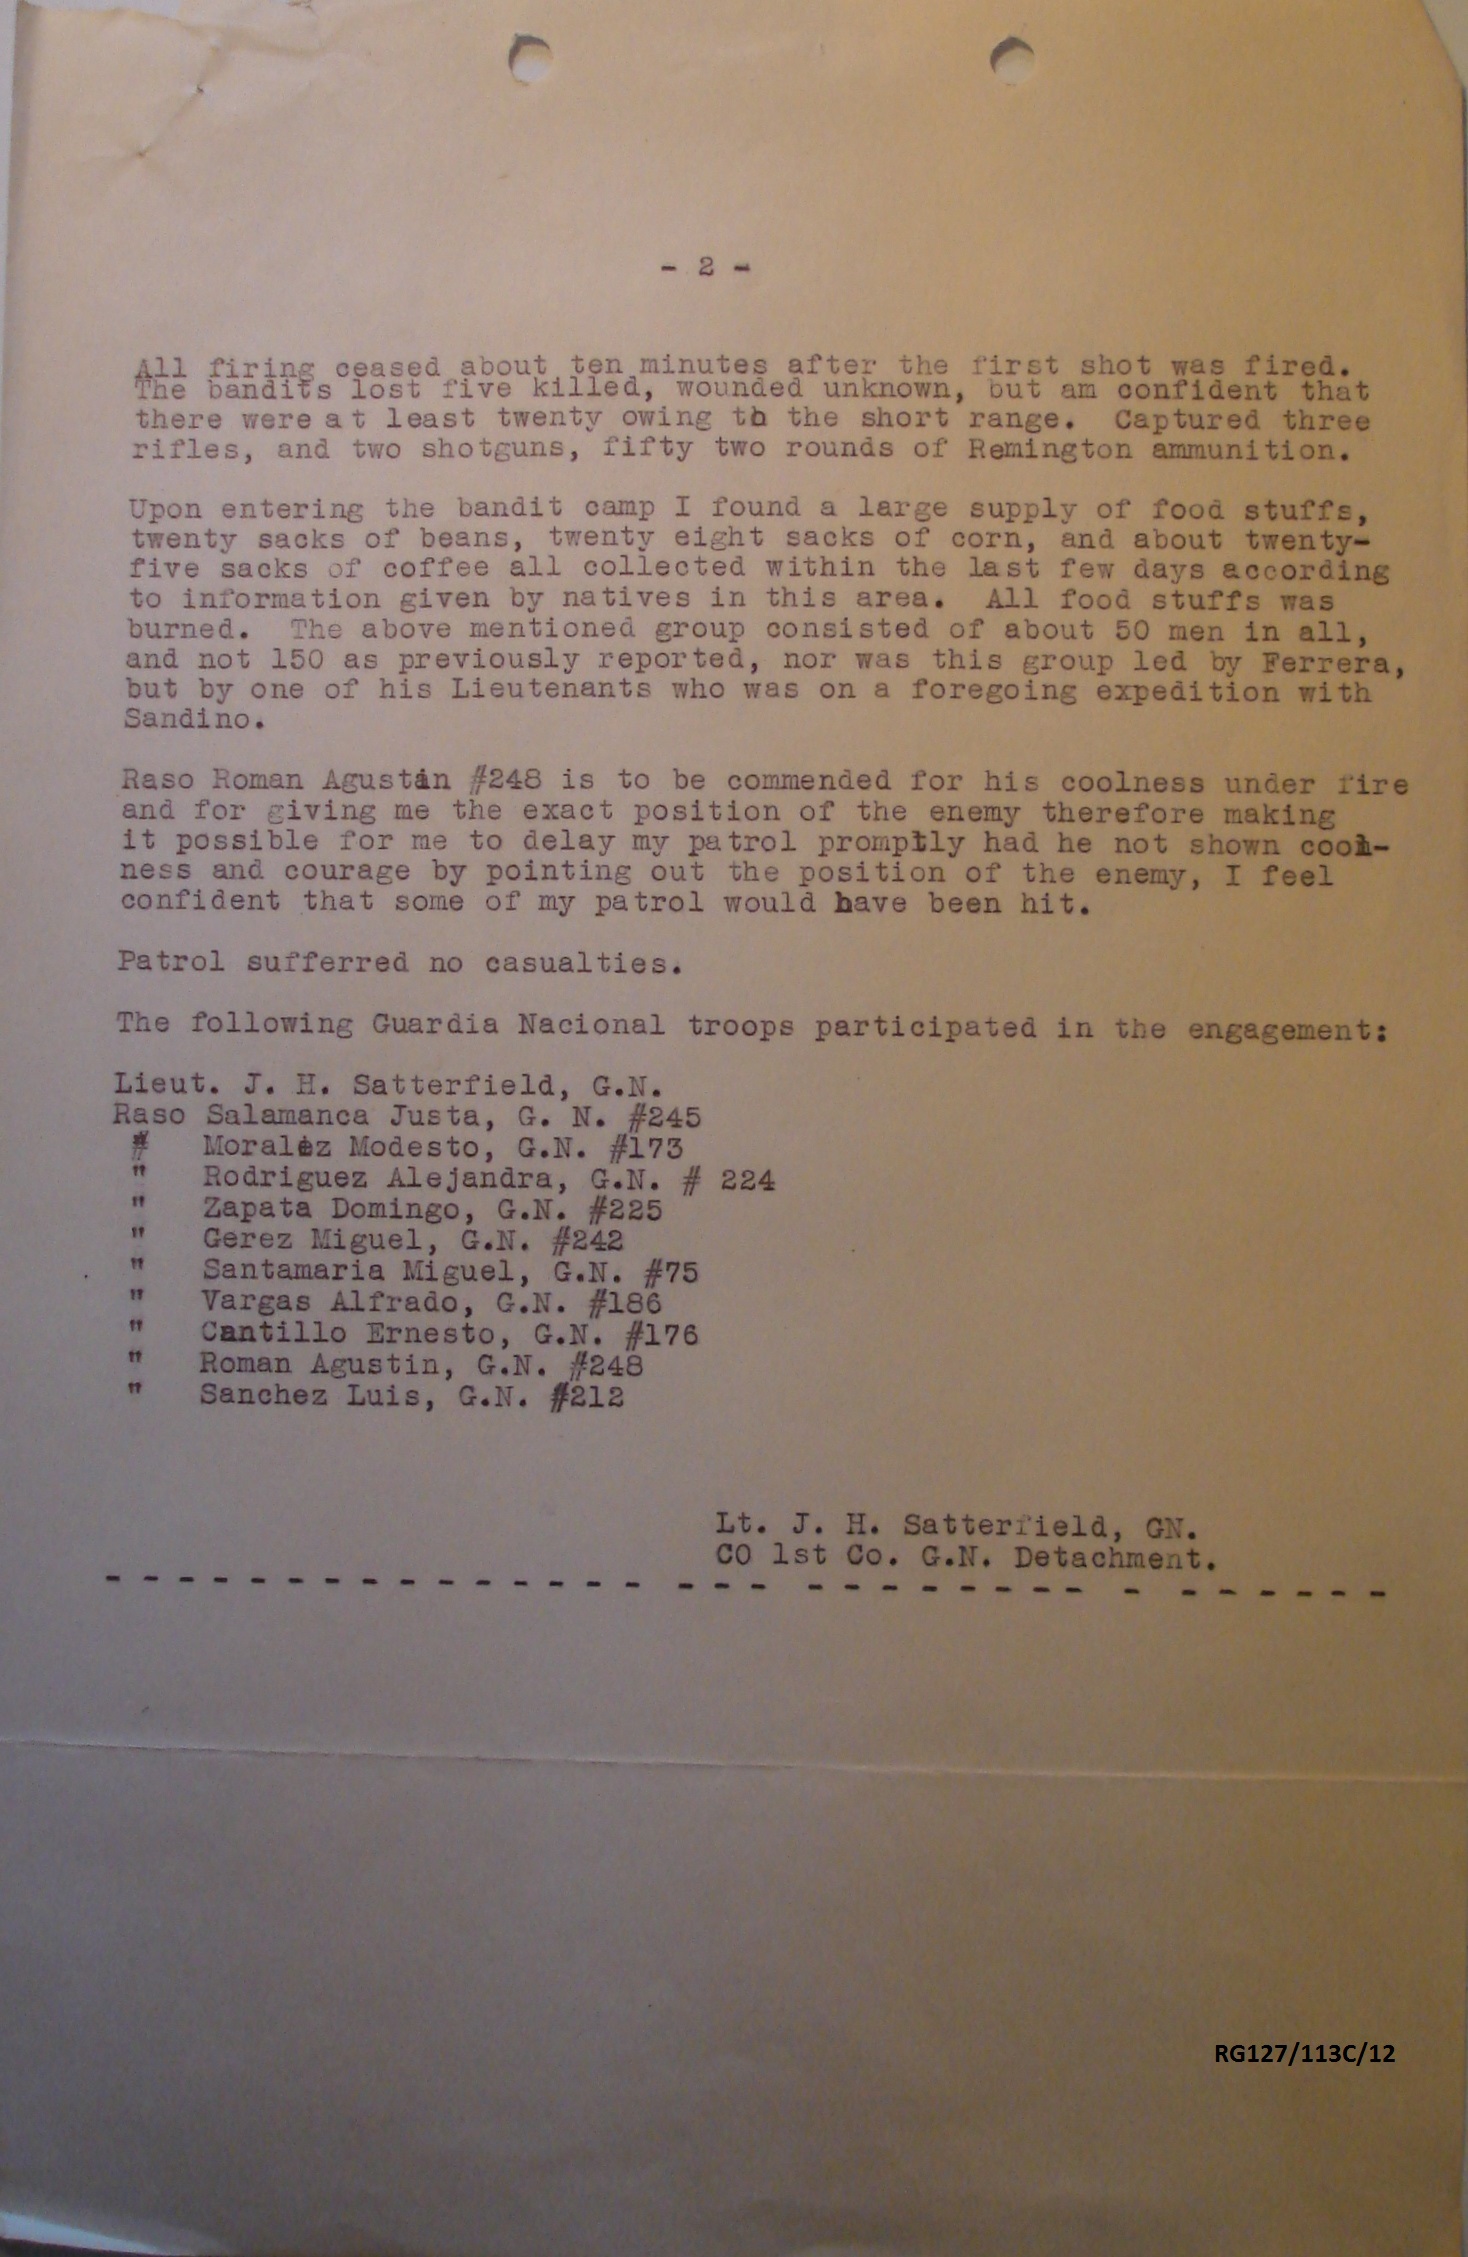 - 2 -
All firing ceased about ten minutes after the first shot was fired.
The bandits lost five killed, wounded unknown, but am confident that
there were at least twenty owing to the short range. Captured three
rifles, and two shotguns, fifty two rounds of Remington ammunition.
Upon entering the bandit camp I found a large supply of food stuffs,
twenty sacks of beans, twenty eight sacks of corn, and about twenty-
five sacks of coffee all collected within the last few days according
to information given by natives in this area. All food stuffs was
burned. The above mentioned group consisted of about 50 men in all,
and not 150 as previously reported, nor was this group led by Ferrera,
but by one of his Lieutenants who was on a foregoing expedition with
Sandino.
Raso Roman Agustin #248 is to be commended for his coolness under fire
and for giving me the exact position of the enemy therefore making
it possible for me to delay my patrol promptly had he not shown cool-
ness and courage by pointing out the position of the enemy, I feel
confident that some of my patrol would have been hit.
Patrol sufferred no casualties.
The following Guardia Nacional troops participated in the engagement:
Lieut. J. H. Satterfield, G.N.
Raso Salamanca Justa, G. N. #245
" Moralez Modesto, G.N. #173
" Rodriguez Alejandra, G.N. # 224
" Zapata Domingo, G.N. #225
" Gerez Miguel, G.N. #242
" Santamaria Miguel, G.N. #75
" Vargas Alfrado, G.N. #186
" Cantillo Ernesto, G.N. #176
" Roman Agustin, G.N. #248
" Sanchez Luis, G.N. #212
Lt. J. H. Satterfield, GN.
CO 1st Co. G.N. Detachment.
- - - - - - - - - - - - - - - - - - - - - - - - - - - - - - - - - -
RG127/113C/12